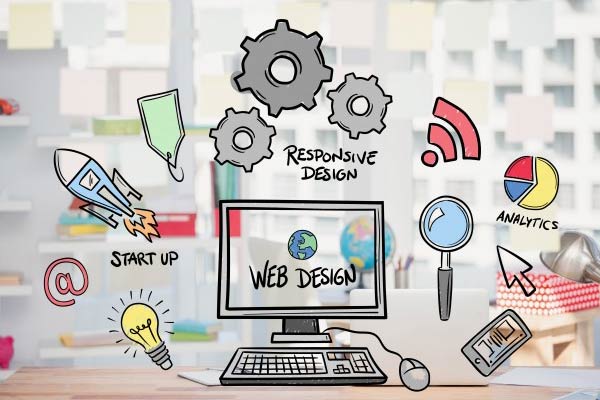 RESPONSIVE
DESIGN
ANALYTICS
START UP
@
WEB DESIGN